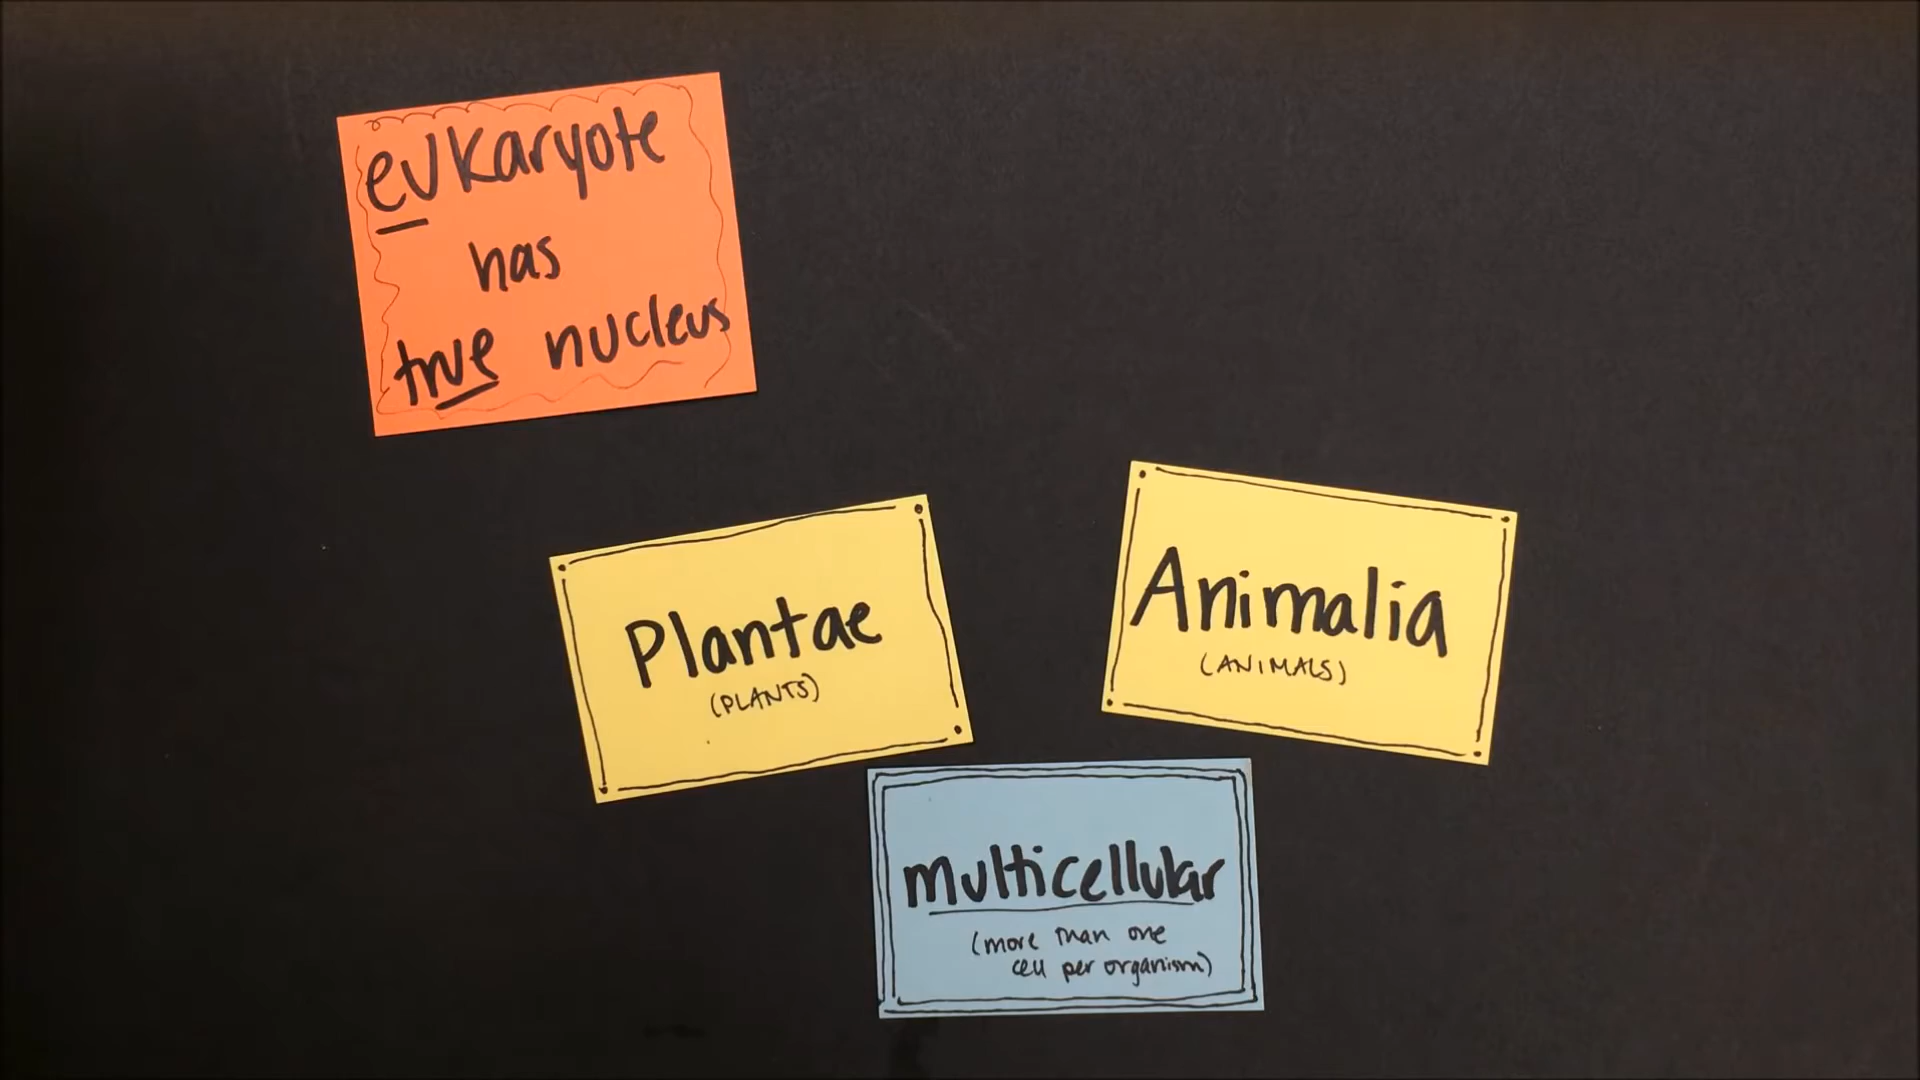 eukaryote
has
true nucleus
Plantae
(PLANTS)
Animalia
(ANIMALS)
multicellular
(more than one
cell per organism)